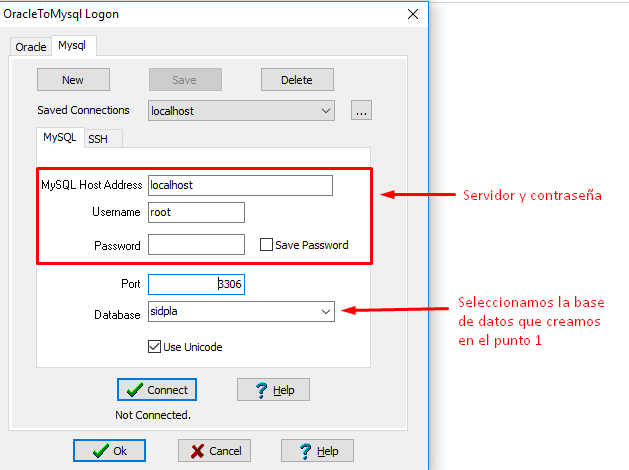 OracleToMysql Logon
Oracle
Mysql
New
Save
Delete
Saved Connections
localhost
...
MySQL
SSH
MySQL Host Address
localhost
Username
root
Password
Save Password
Servidor y contraseña
Port
3306
Database
sidpla
Seleccionamos la base
de datos que creamos
en el punto 1
Use Unicode
Connect
Help
Not Connected.
Ok
Cancel
Help